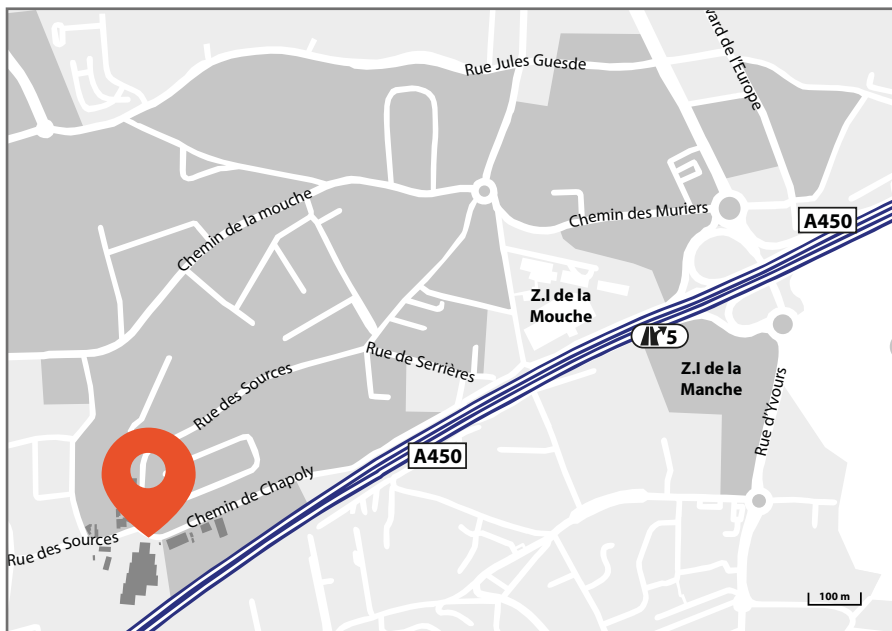 Rue Jules Guesde
vard de l'Europe
Chemin de la mouche
Chemin des Muriers
A450
Z.I de la
Mouche
5
Z.I de la
Manche
Rue de Serrières
Rue des Sources
Rue d'Yvours
A450
Chemin de Chapoly
Rue des Sources
100 m